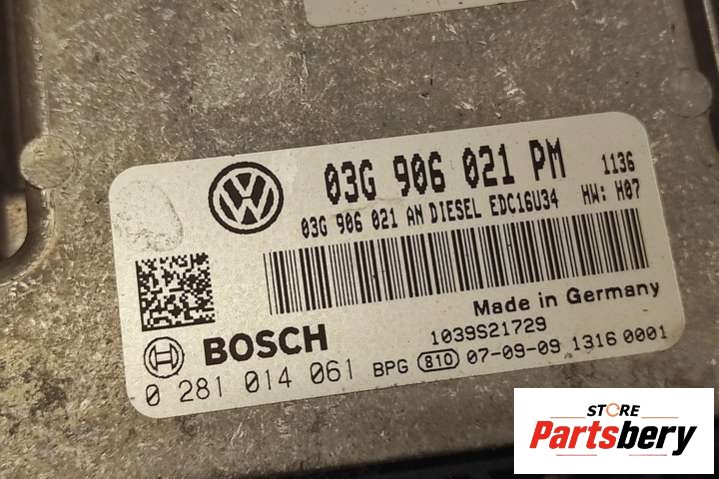 03G 906 021 PM 1136
03G 906 021 AN DIESEL EDC16U34 HW: H07
Made in Germany
BOSCH 1039S21729
0 281 014 061 BPG 810 07-09-09 1316 0001
STORE
Partsbery